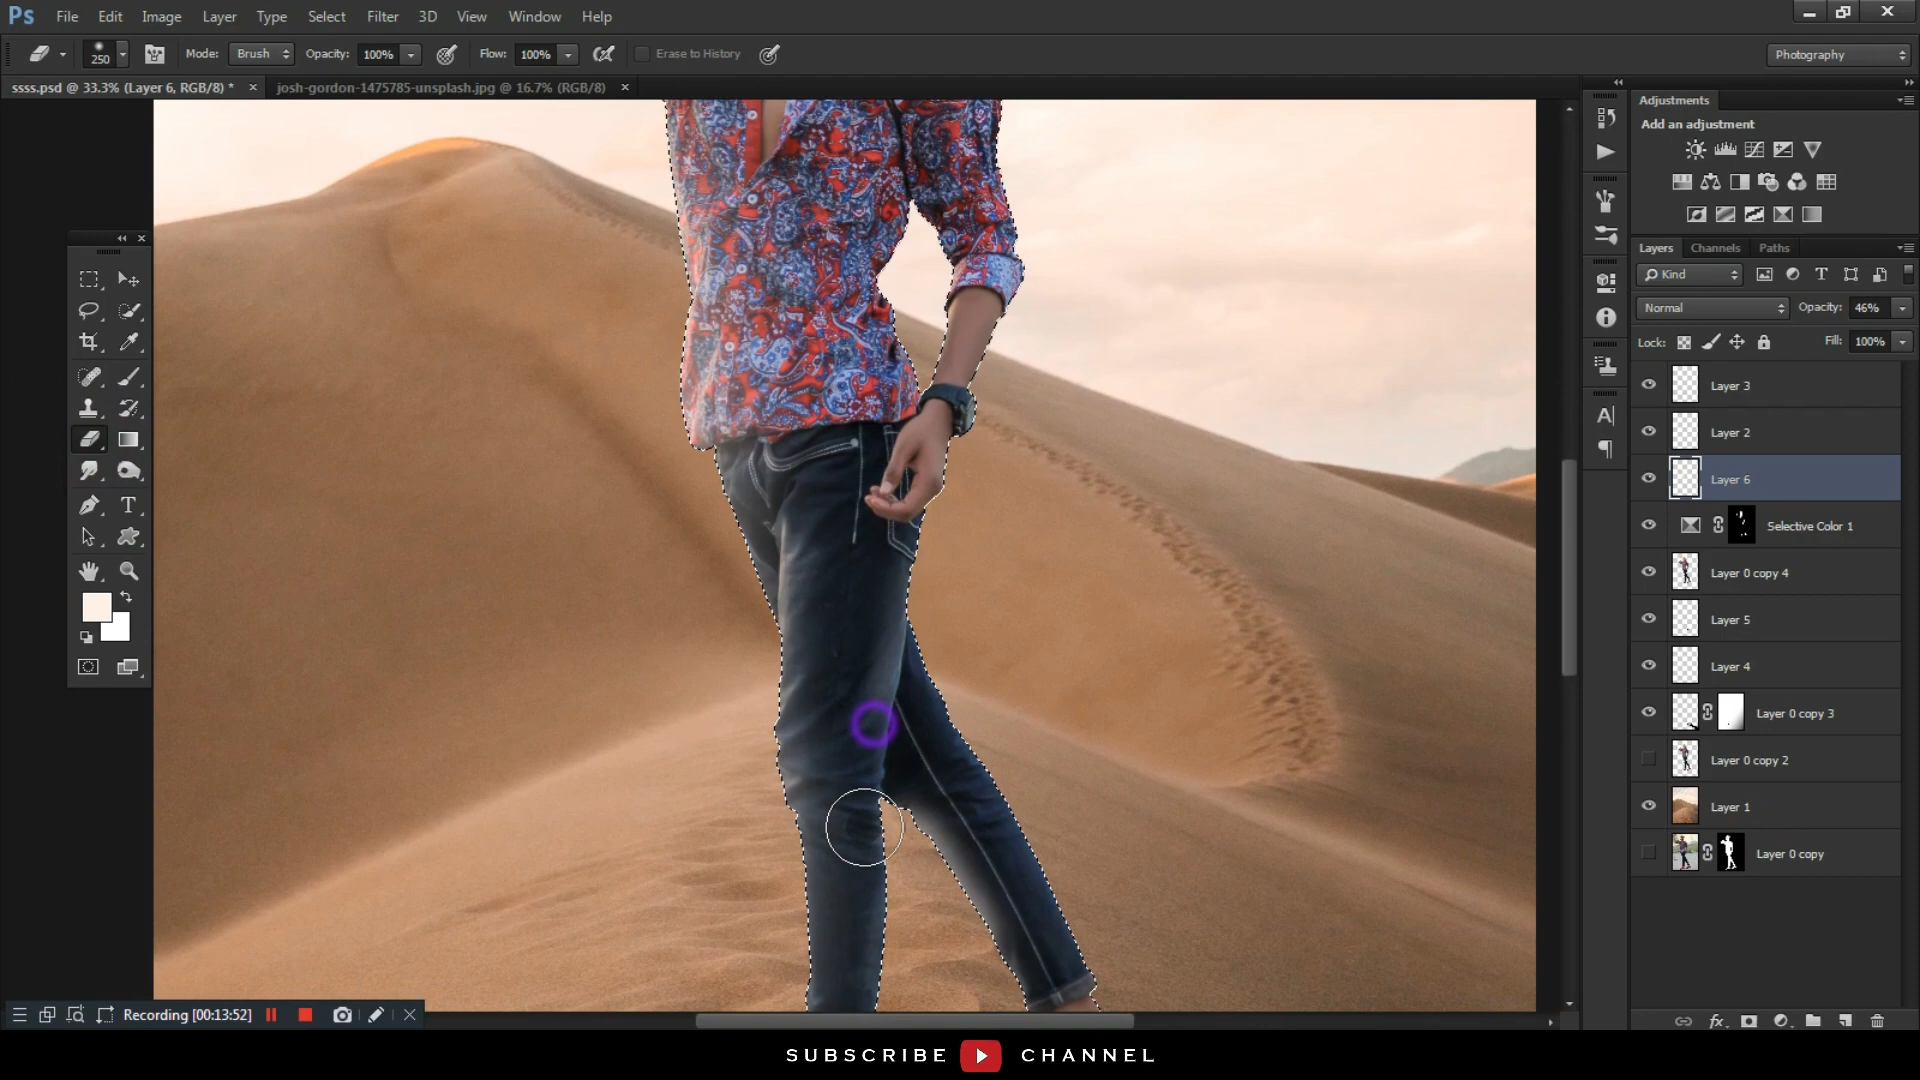 Ps File Edit Image Layer Type Select Filter 3D View Window Help
250 Mode: Brush Opacity: 100% Flow: 100% Erase to History Photography
ssss.psd @ 33.3% (Layer 6, RGB/8) * × josh-gordon-1475785-unsplash.jpg @ 16.7% (RGB/8) ×
Adjustments
Add an adjustment
Layers Channels Paths
Kind
Normal Opacity: 46%
Lock: Fill: 100%
Layer 3
Layer 2
Layer 6
Selective Color 1
Layer 0 copy 4
Layer 5
Layer 4
Layer 0 copy 3
Layer 0 copy 2
Layer 1
Layer 0 copy
Recording [00:13:52]
SUBSCRIBE CHANNEL